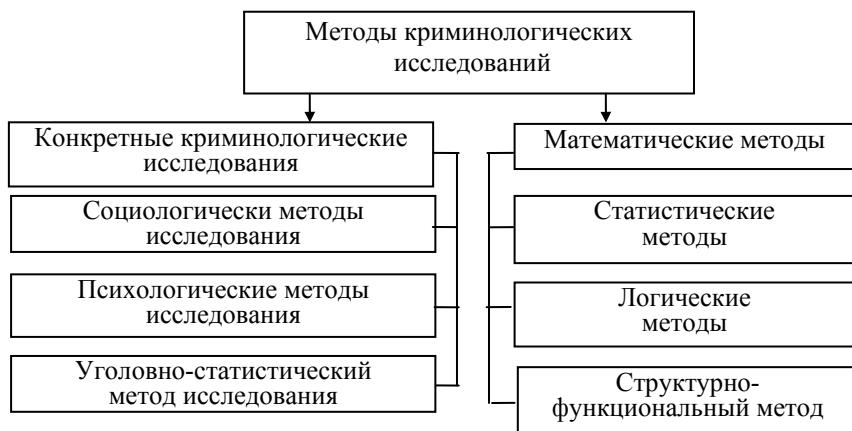 Методы криминологических
исследований
Конкретные криминологические
исследования
Социологически методы
исследования
Психологические методы
исследования
Уголовно-статистический
метод исследования
Математические методы
Статистические
методы
Логические
методы
Структурно-
функциональный метод